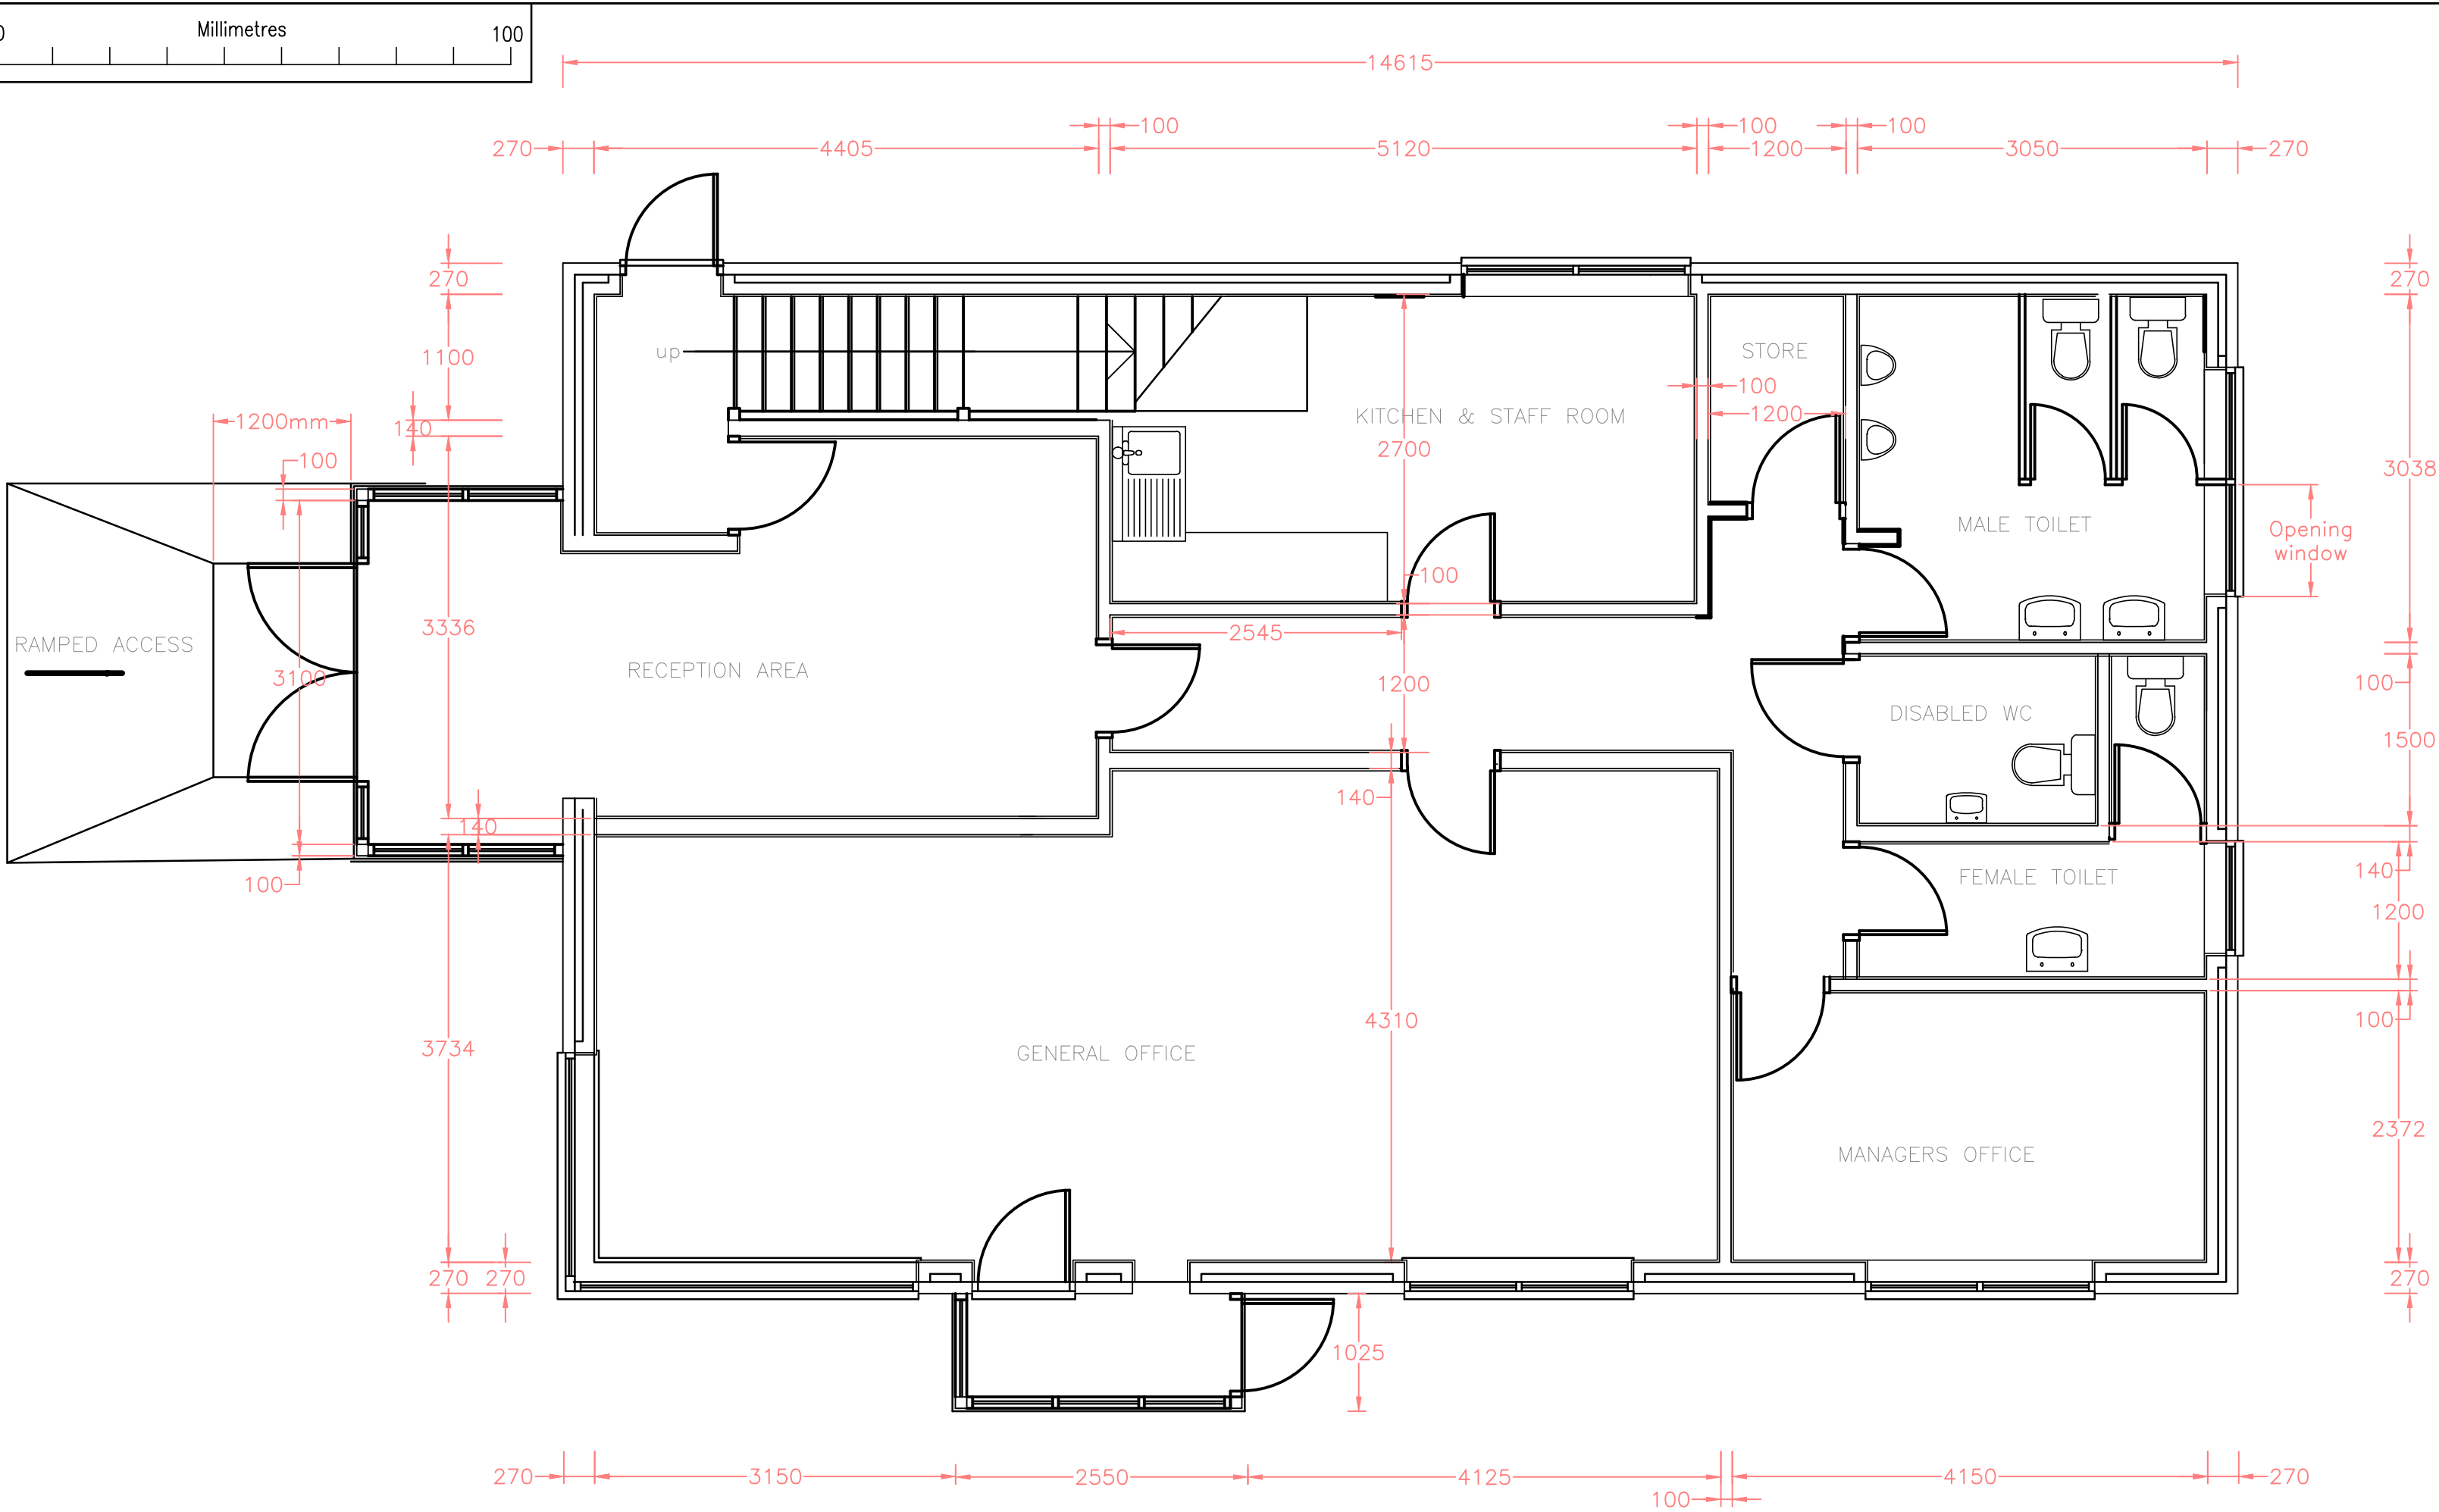 0 Millimetres 100
14615
100 100 100
270 4405 5120 1200 3050 270
270 270
1100
up STORE
100
1200mm 140 KITCHEN & STAFF ROOM 1200
2700
100 3038
MALE TOILET
Opening
window
100
3336 2545
RAMPED ACCESS
RECEPTION AREA
3100 1200 100
DISABLED WC
1500
140
140
100
140
FEMALE TOILET
1200
4310 100
3734 GENERAL OFFICE
2372
MANAGERS OFFICE
270 270 270
1025
270 3150 2550 4125 4150 270
100